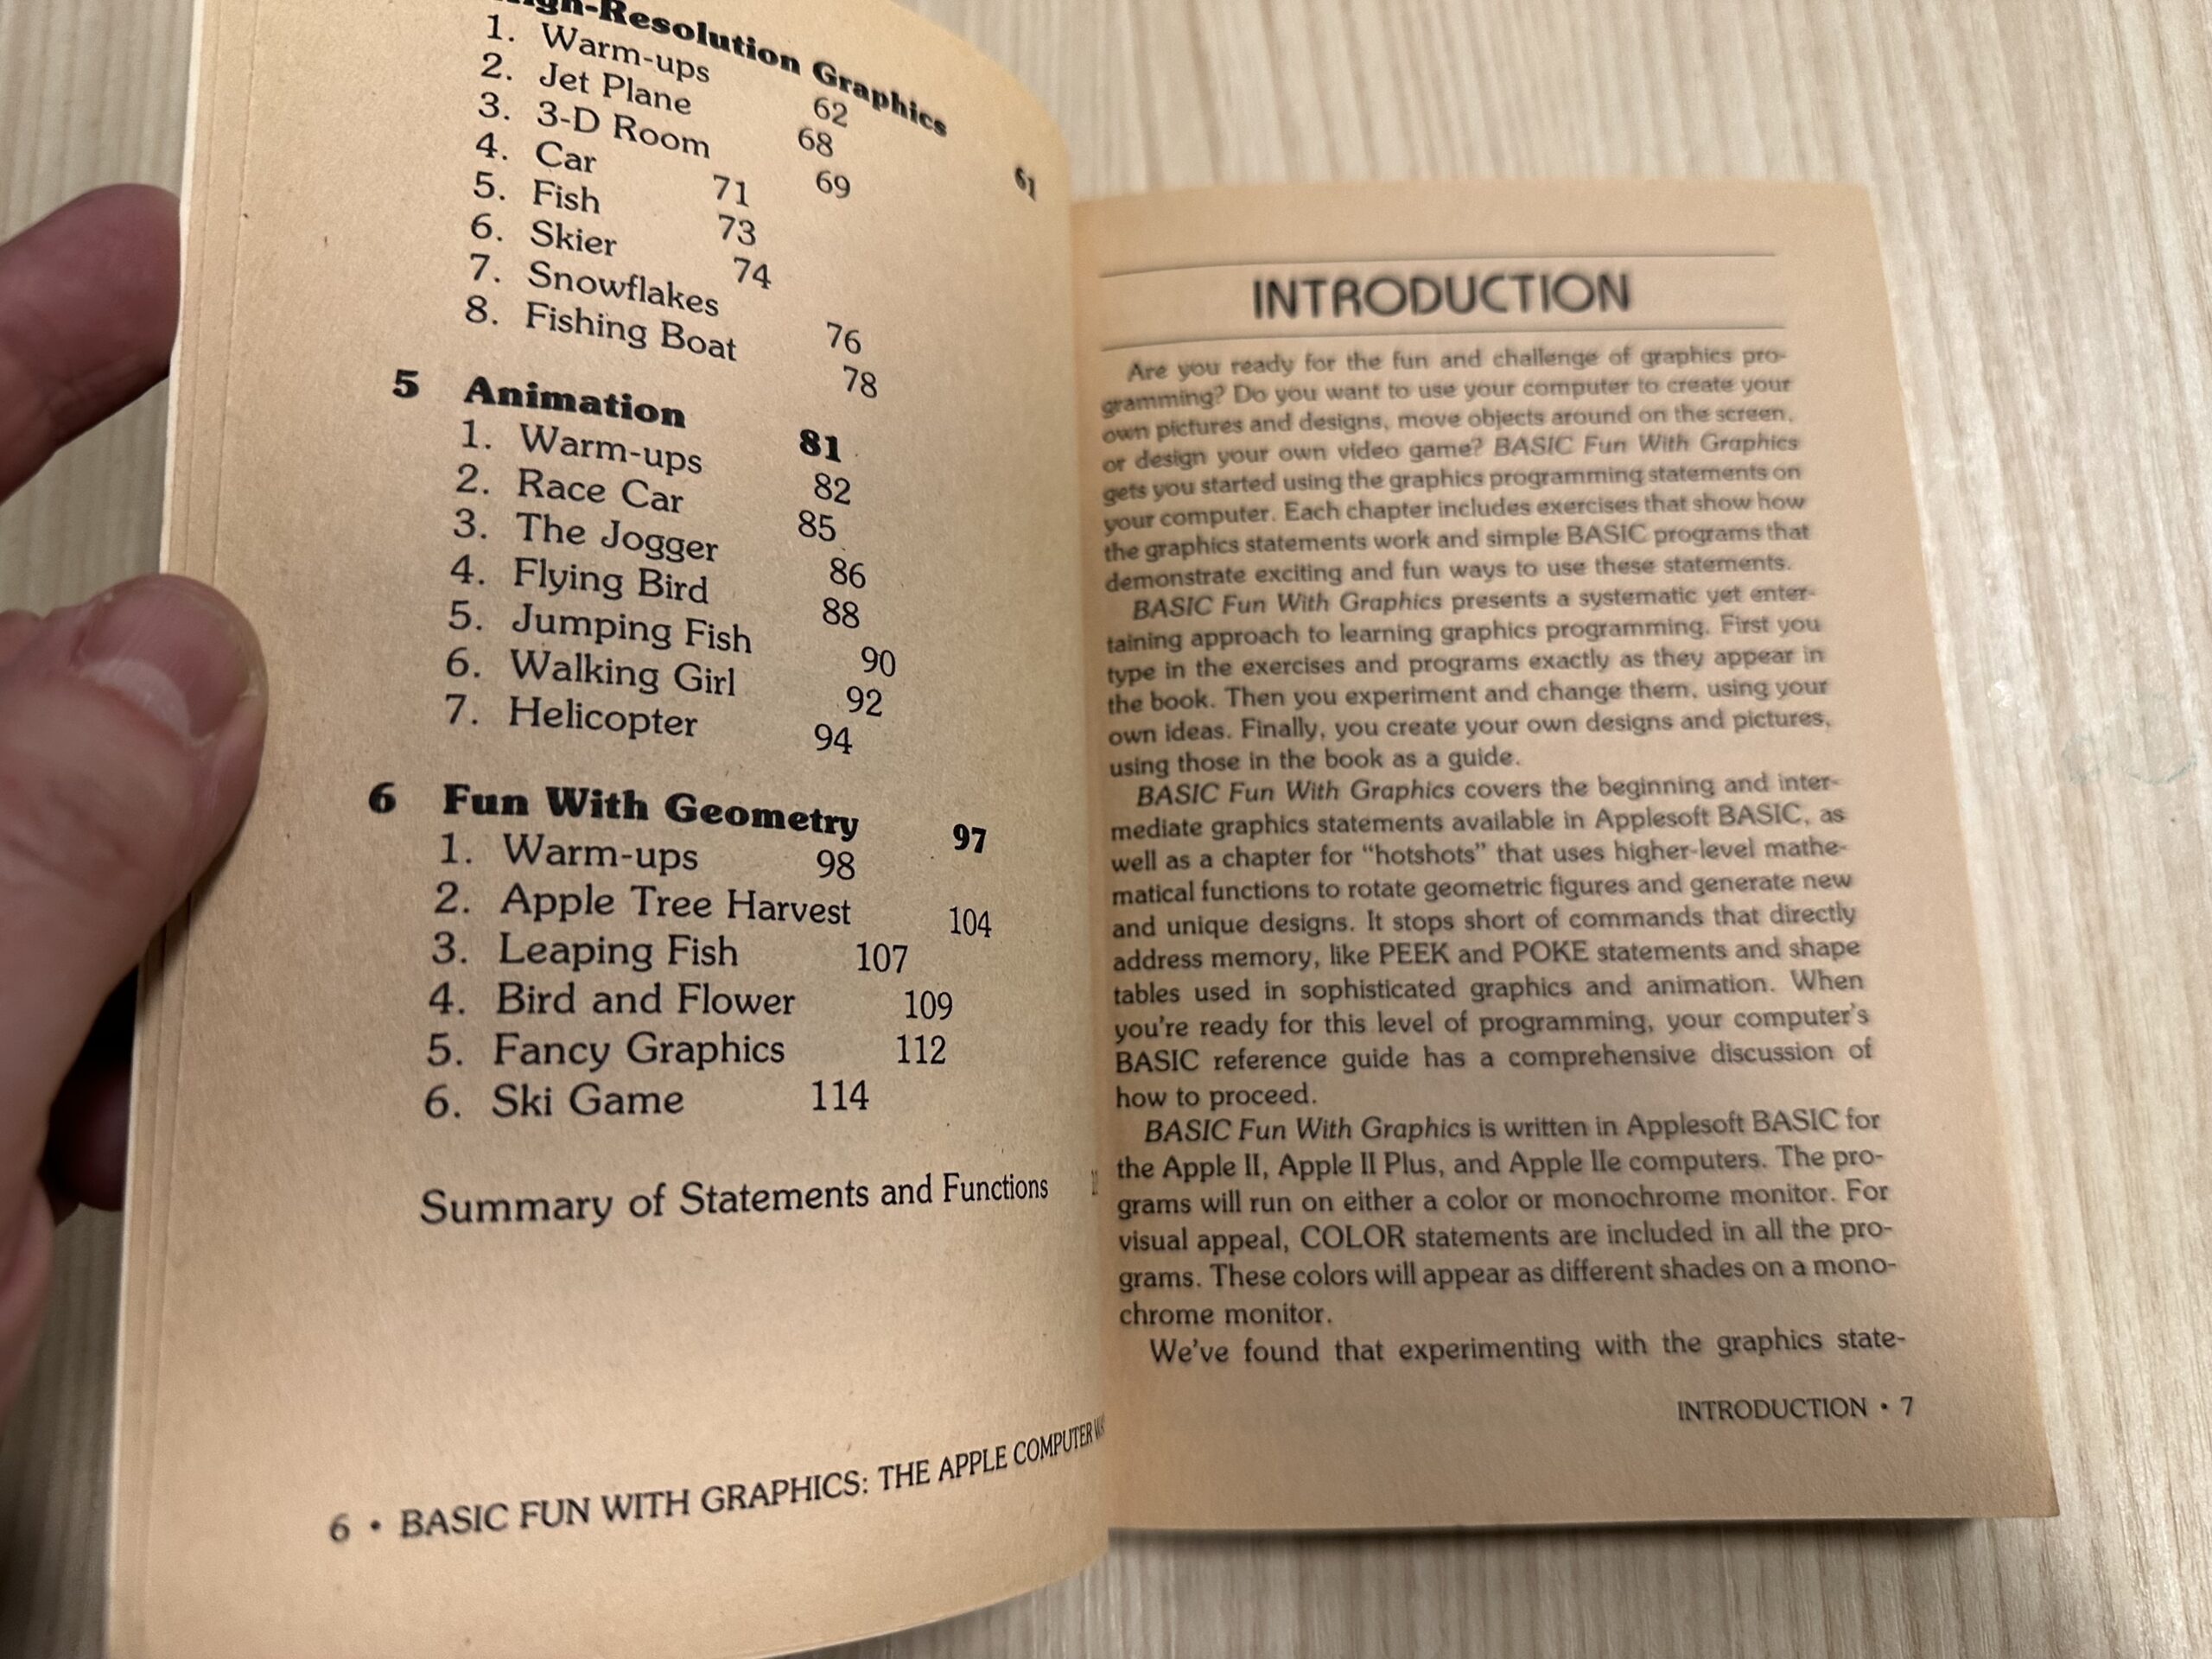 High-Resolution Graphics 61
1. Warm-ups 62
2. Jet Plane 68
3. 3-D Room 69
4. Car 71
5. Fish 73
6. Skier 74
7. Snowflakes 76
8. Fishing Boat 78
5 Animation 81
1. Warm-ups 82
2. Race Car 85
3. The Jogger 86
4. Flying Bird 88
5. Jumping Fish 90
6. Walking Girl 92
7. Helicopter 94
6 Fun With Geometry 97
1. Warm-ups 98
2. Apple Tree Harvest 104
3. Leaping Fish 107
4. Bird and Flower 109
5. Fancy Graphics 112
6. Ski Game 114
Summary of Statements and Functions
6 • BASIC FUN WITH GRAPHICS: THE APPLE COMPUTER
INTRODUCTION
Are you ready for the fun and challenge of graphics pro-
gramming? Do you want to use your computer to create your
own pictures and designs, move objects around on the screen,
or design your own video game? BASIC Fun With Graphics
gets you started using the graphics programming statements on
your computer. Each chapter includes exercises that show how
the graphics statements work and simple BASIC programs that
demonstrate exciting and fun ways to use these statements.
BASIC Fun With Graphics presents a systematic yet enter-
taining approach to learning graphics programming. First you
type in the exercises and programs exactly as they appear in
the book. Then you experiment and change them, using your
own ideas. Finally, you create your own designs and pictures,
using those in the book as a guide.
BASIC Fun With Graphics covers the beginning and inter-
mediate graphics statements available in Applesoft BASIC, as
well as a chapter for “hotshots” that uses higher-level mathe-
matical functions to rotate geometric figures and generate new
and unique designs. It stops short of commands that directly
address memory, like PEEK and POKE statements and shape
tables used in sophisticated graphics and animation. When
you’re ready for this level of programming, your computer’s
BASIC reference guide has a comprehensive discussion of
how to proceed.
BASIC Fun With Graphics is written in Applesoft BASIC for
the Apple II, Apple II Plus, and Apple IIe computers. The pro-
grams will run on either a color or monochrome monitor. For
visual appeal, COLOR statements are included in all the pro-
grams. These colors will appear as different shades on a mono-
chrome monitor.
We’ve found that experimenting with the graphics state-
INTRODUCTION • 7